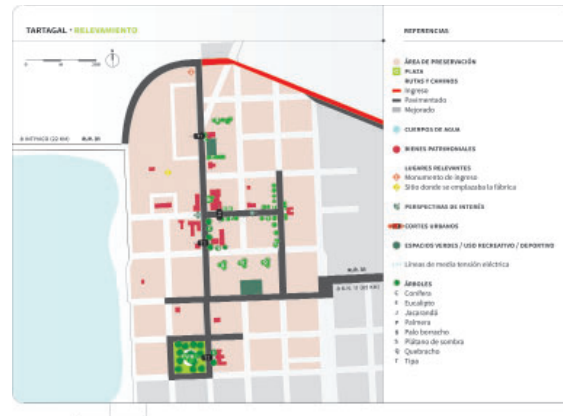 TARTAGAL • RELEVAMIENTO
REFERENCIAS
ÁREA DE PRESERVACIÓN
PLAZA
RUTAS Y CAMINOS
Ingreso
Pavimentado
Mejorado
CUERPOS DE AGUA
BIENES PATRIMONIALES
LUGARES RELEVANTES
Monumento de ingreso
Sitio donde se emplazaba la fábrica
PERSPECTIVAS DE INTERÉS
CORTES URBANOS
ESPACIOS VERDES / USO RECREATIVO / DEPORTIVO
Líneas de media tensión eléctrica
ÁRBOLES
C Conífera
E Eucalipto
J Jacarandá
P Palmera
B Palo borracho
S Plátano de sombra
Q Quebracho
T Tipa